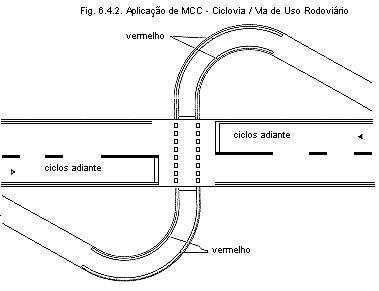 Fig. 6.4.2. Aplicação de MCC - Ciclovia / Via de Uso Rodoviário
vermelho
ciclos adiante
ciclos adiante
vermelho